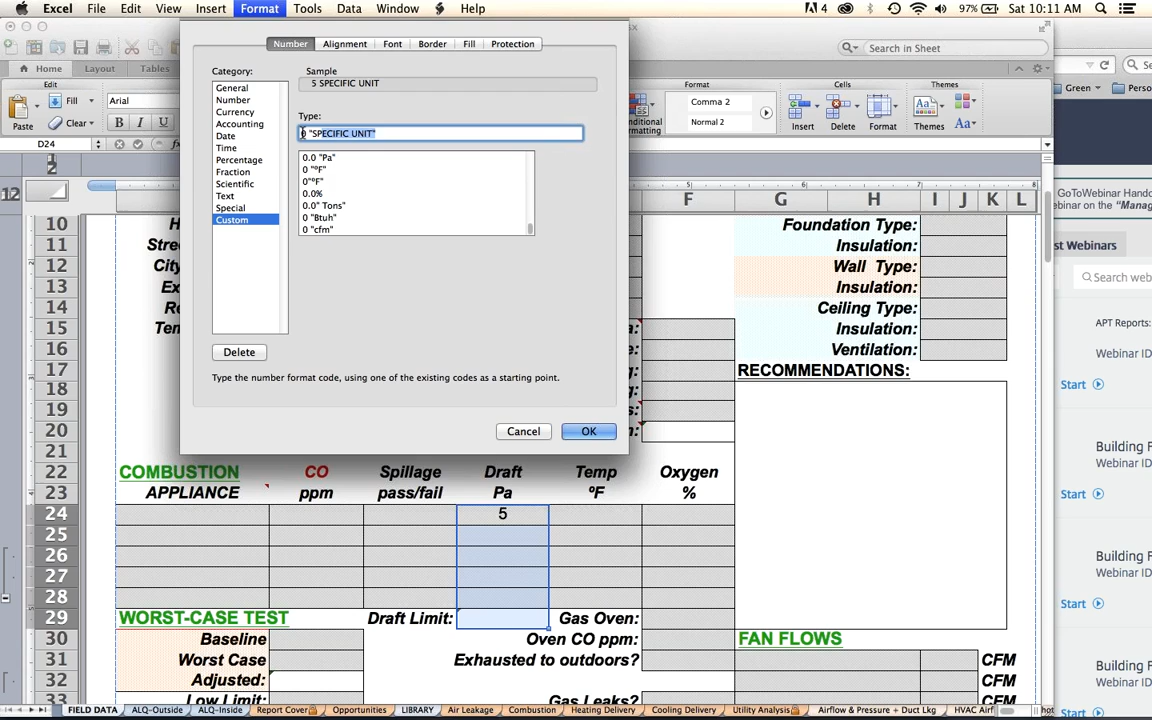 Excel File Edit View Insert Format Tools Data Window Help 4 97% Sat 10:11 AM
Search in Sheet
Home Layout Tables
Number Alignment Font Border Fill Protection
Edit Format Cells Themes
Category:
General
Number
Currency
Accounting
Date
Time
Percentage
Fraction
Scientific
Text
Special
Custom
Sample
5 SPECIFIC UNIT
Type:
0 "SPECIFIC UNIT"
0.0 "Pa"
0 "ºF"
0"ºF"
0.0%
0.0" Tons"
0 "Btuh"
0 "cfm"
Delete
Type the number format code, using one of the existing codes as a starting point.
Cancel OK
Paste Fill Clear Arial B I U
Comma 2
Normal 2
Formatting
Insert Delete Format Themes Aa
D24
Green
F G H I J K L
10 Foundation Type:
11 Insulation:
12 Wall Type:
13 Insulation:
14 Ceiling Type:
15 Insulation:
16 Ventilation:
17 RECOMMENDATIONS:
18
19
20
21
22 COMBUSTION CO Spillage Draft Temp Oxygen
23 APPLIANCE ppm pass/fail Pa ºF %
24 5
25
26
27
28
29 WORST-CASE TEST Draft Limit: Gas Oven:
30 Baseline Oven CO ppm: FAN FLOWS
31 Worst Case Exhausted to outdoors? CFM
32 Adjusted: CFM
33 Low Limit: Gas Leaks? CFM
FIELD DATA ALQ-Outside ALQ-Inside Report Cover Opportunities LIBRARY Air Leakage Combustion Heating Delivery Cooling Delivery Utility Analysis Airflow & Pressure + Duct Lkg HVAC Airf
GoToWebinar Hando
ebinar on the "Manag
st Webinars
Search web
APT Reports:
Webinar ID
Start
Building F
Webinar ID
Start
Building F
Webinar ID
Start
Building F
Webinar ID
Start